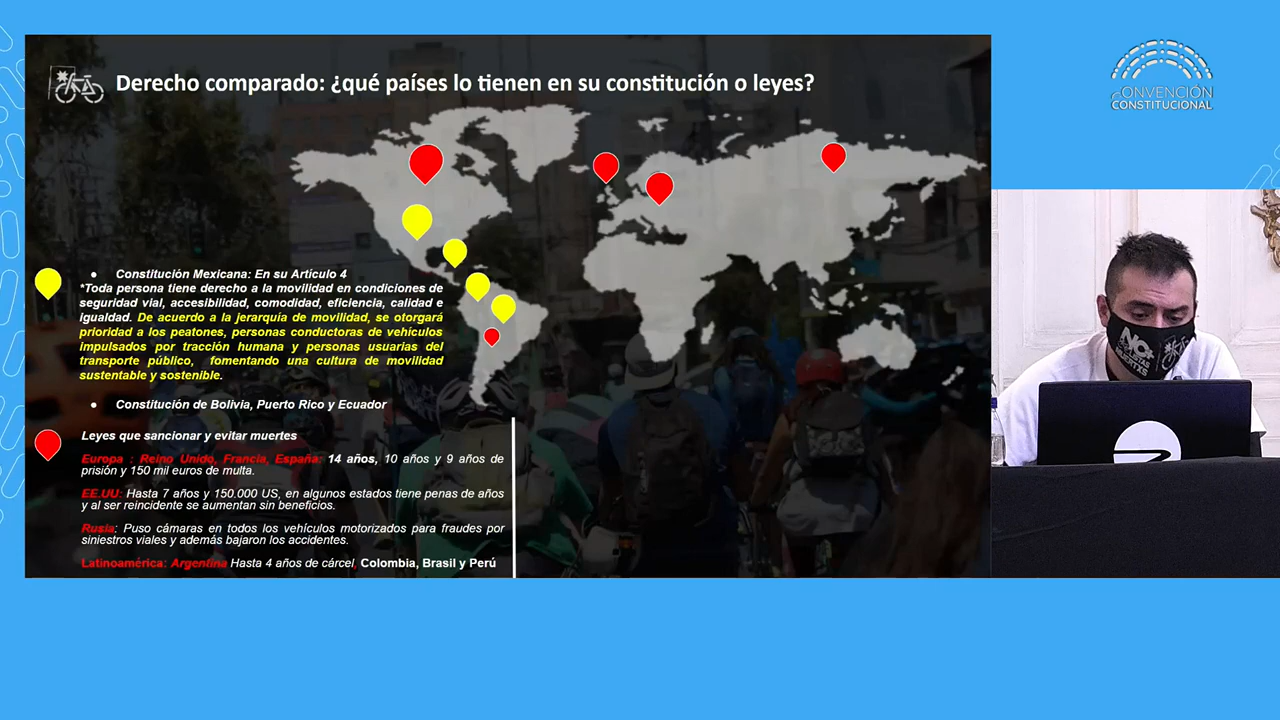 Derecho comparado: ¿qué países lo tienen en su constitución o leyes?
CONVENCIÓN
CONSTITUCIONAL
● Constitución Mexicana: En su Artículo 4
*Toda persona tiene derecho a la movilidad en condiciones de
seguridad vial, accesibilidad, comodidad, eficiencia, calidad e
igualdad. De acuerdo a la jerarquía de movilidad, se otorgará
prioridad a los peatones, personas conductoras de vehículos
impulsados por tracción humana y personas usuarias del
transporte público, fomentando una cultura de movilidad
sustentable y sostenible.
● Constitución de Bolivia, Puerto Rico y Ecuador
Leyes que sancionar y evitar muertes
Europa : Reino Unido, Francia, España: 14 años, 10 años y 9 años de
prisión y 150 mil euros de multa.
EE.UU: Hasta 7 años y 150.000 US, en algunos estados tiene penas de años
y al ser reincidente se aumentan sin beneficios.
Rusia: Puso cámaras en todos los vehículos motorizados para fraudes por
siniestros viales y además bajaron los accidentes.
Latinoamérica: Argentina Hasta 4 años de cárcel, Colombia, Brasil y Perú